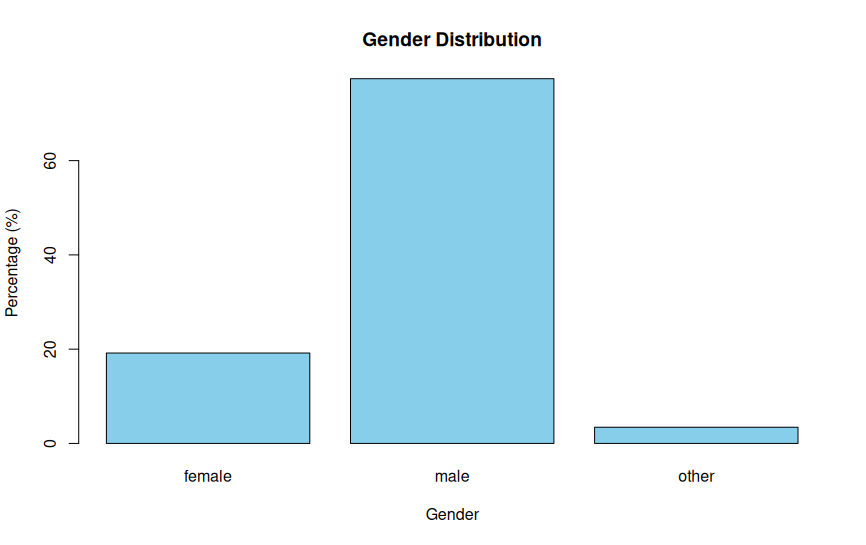 Gender Distribution
Percentage (%)
60
40
20
0
female
male
other
Gender